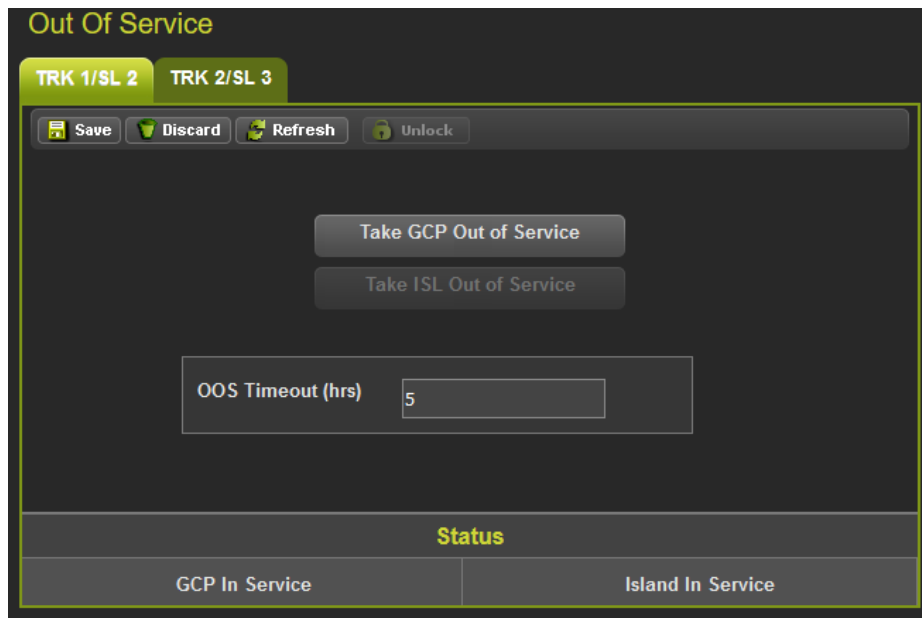 Out Of Service
TRK 1/SL 2 TRK 2/SL 3
Save Discard Refresh Unlock
Take GCP Out of Service
Take ISL Out of Service
OOS Timeout (hrs) 5
Status
GCP In Service Island In Service